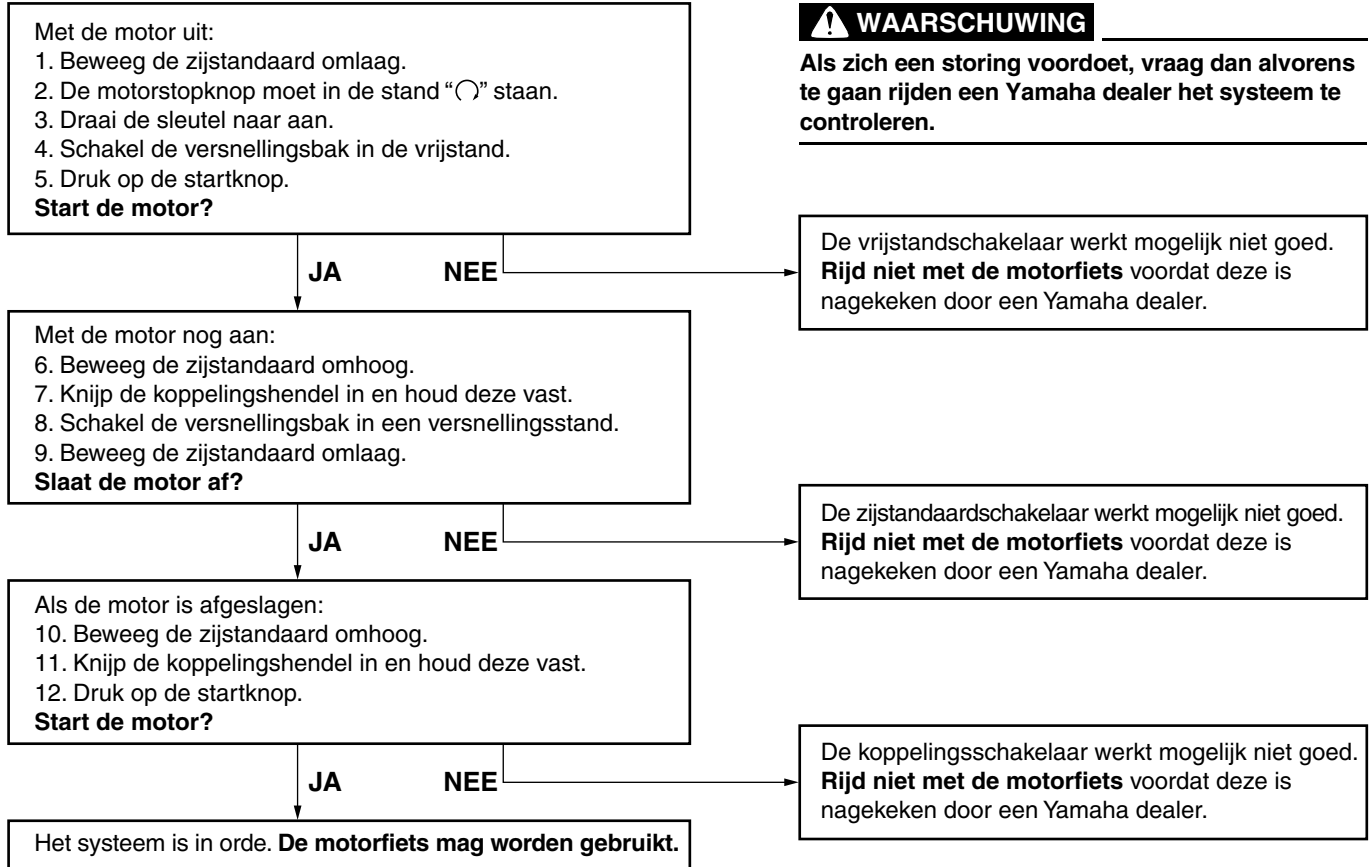 Met de motor uit:
1. Beweeg de zijstandaard omlaag.
2. De motorstopknop moet in de stand “◠” staan.
3. Draai de sleutel naar aan.
4. Schakel de versnellingsbak in de vrijstand.
5. Druk op de startknop.
Start de motor?
WAARSCHUWING
Als zich een storing voordoet, vraag dan alvorens
te gaan rijden een Yamaha dealer het systeem te
controleren.
JA NEE
De vrijstandschakelaar werkt mogelijk niet goed.
Rijd niet met de motorfiets voordat deze is
nagekeken door een Yamaha dealer.
Met de motor nog aan:
6. Beweeg de zijstandaard omhoog.
7. Knijp de koppelingshendel in en houd deze vast.
8. Schakel de versnellingsbak in een versnellingsstand.
9. Beweeg de zijstandaard omlaag.
Slaat de motor af?
JA NEE
De zijstandaardschakelaar werkt mogelijk niet goed.
Rijd niet met de motorfiets voordat deze is
nagekeken door een Yamaha dealer.
Als de motor is afgeslagen:
10. Beweeg de zijstandaard omhoog.
11. Knijp de koppelingshendel in en houd deze vast.
12. Druk op de startknop.
Start de motor?
JA NEE
De koppelingsschakelaar werkt mogelijk niet goed.
Rijd niet met de motorfiets voordat deze is
nagekeken door een Yamaha dealer.
Het systeem is in orde. De motorfiets mag worden gebruikt.